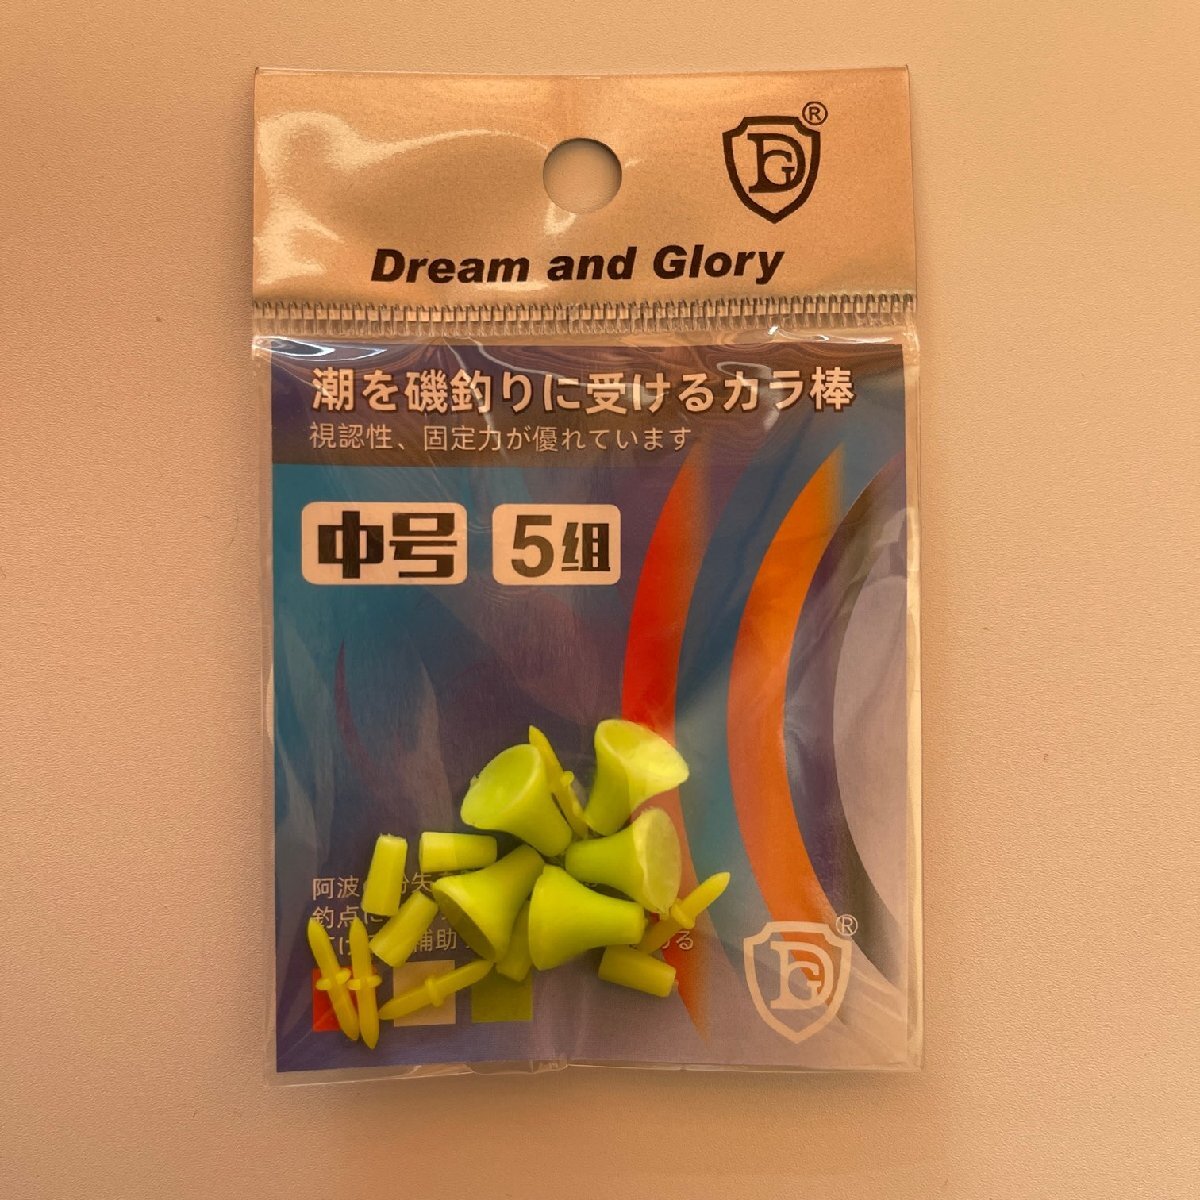 DG®
Dream and Glory
潮を磯釣りに受けるカラ棒
視認性、固定力が優れています
中号 5组
阿波
釣点に
補助
DG®